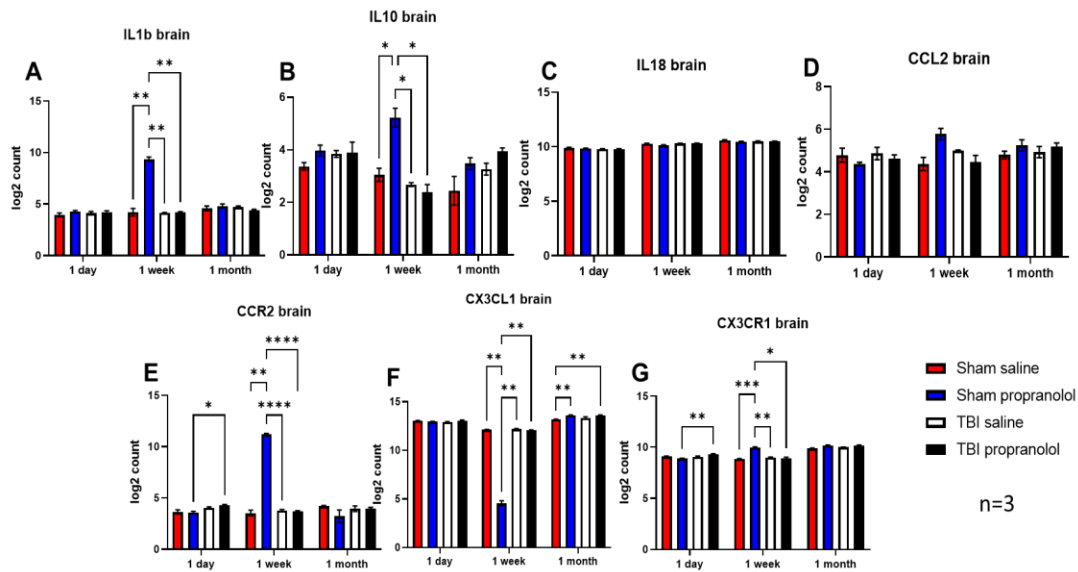 IL1b brain
A
log2 count
15
10
5
0
** 
**
**
1 day
1 week
1 month
IL10 brain
B
log2 count
6
4
2
0
*
*
*
1 day
1 week
1 month
IL18 brain
C
log2 count
15
10
5
0
1 day
1 week
1 month
CCL2 brain
D
log2 count
8
6
4
2
0
1 day
1 week
1 month
CCR2 brain
E
log2 count
15
10
5
0
*
****
**
****
1 day
1 week
1 month
CX3CL1 brain
F
log2 count
15
10
5
0
**
**
**
**
**
1 day
1 week
1 month
CX3CR1 brain
G
log2 count
15
10
5
0
**
*
***
**
1 day
1 week
1 month
Sham saline
Sham propranolol
TBI saline
TBI propranolol
n=3